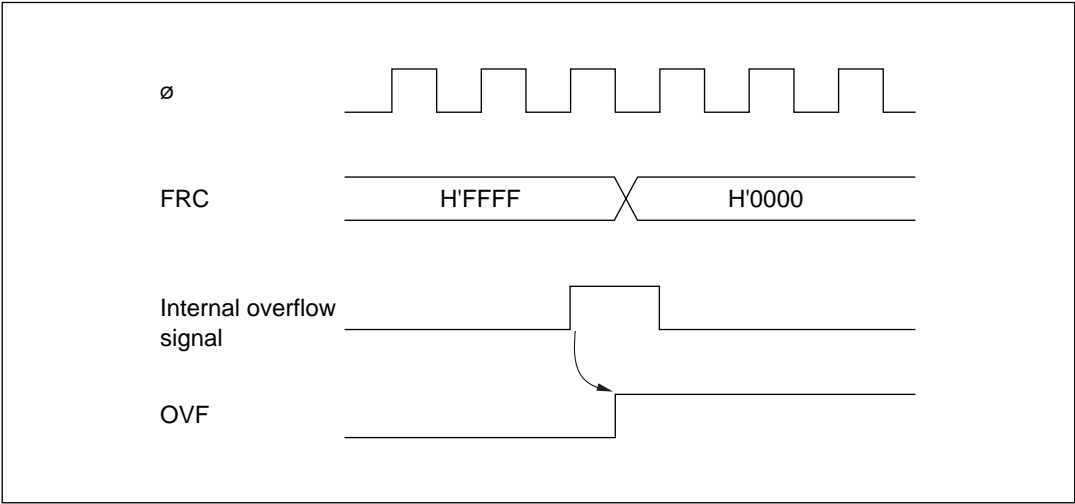 ø
FRC
H'FFFF
H'0000
Internal overflow
signal
OVF